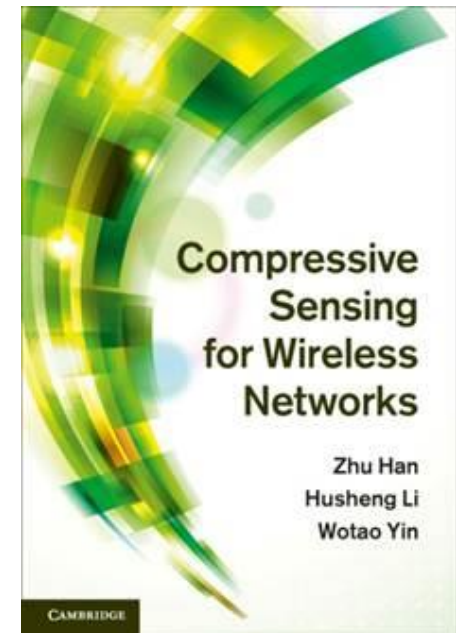 Compressive
Sensing
for Wireless
Networks
Zhu Han
Husheng Li
Wotao Yin
CAMBRIDGE